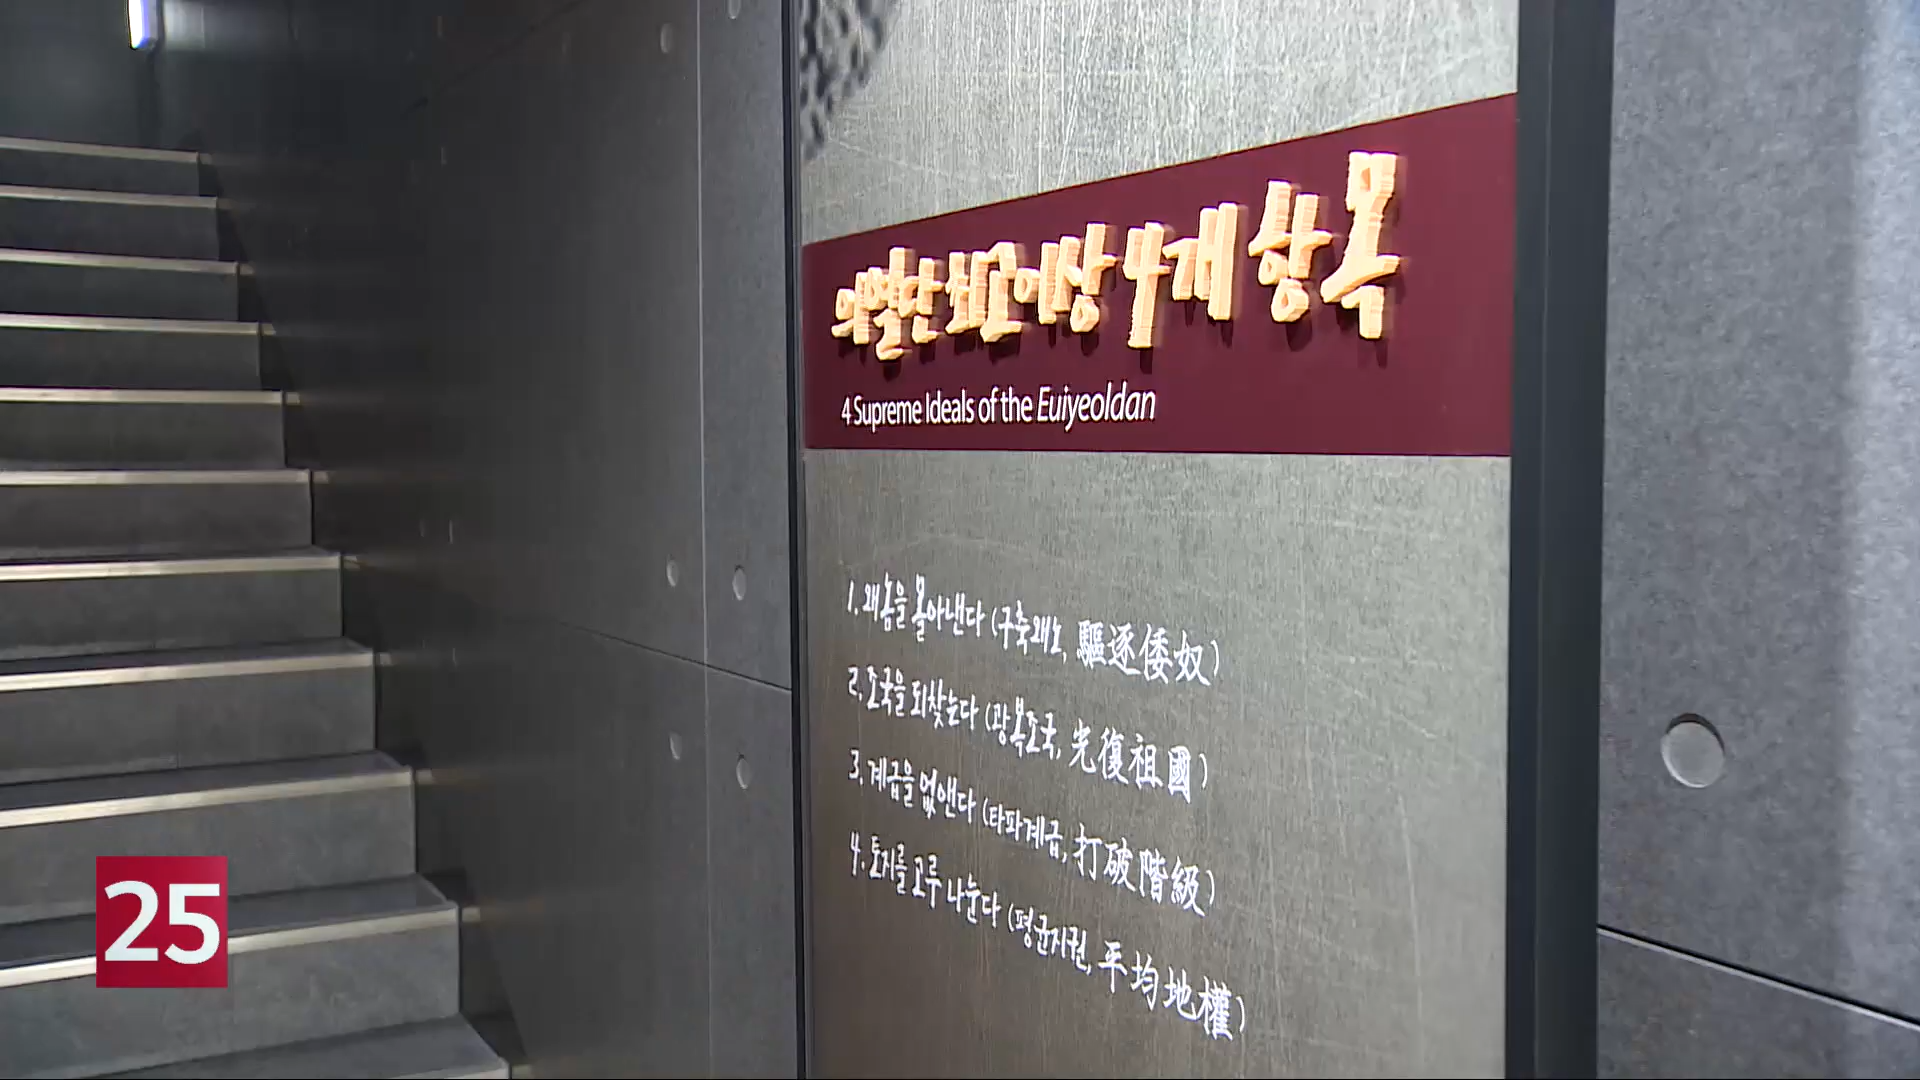 의열단 최고이상 4개 항목
4 Supreme Ideals of the Euiyeoldan
1. 왜놈을 몰아낸다 (구축왜노, 驅逐倭奴)
2. 조국을 되찾는다 (광복조국, 光復祖國)
3. 계급을 없앤다 (타파계급, 打破階級)
4. 토지를 고루 나눈다 (평균지권, 平均地權)
25